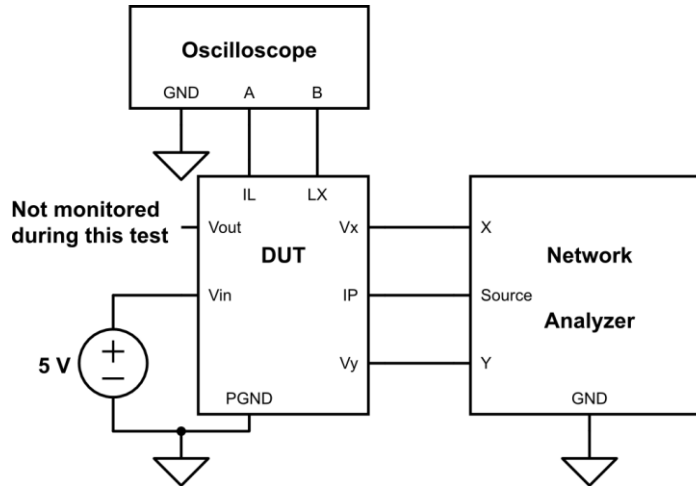 Oscilloscope
GND A B
IL LX
Not monitored
during this test
Vout
Vx
X
DUT
Network
Vin
IP
Source
Analyzer
5 V
Vy
Y
PGND
GND